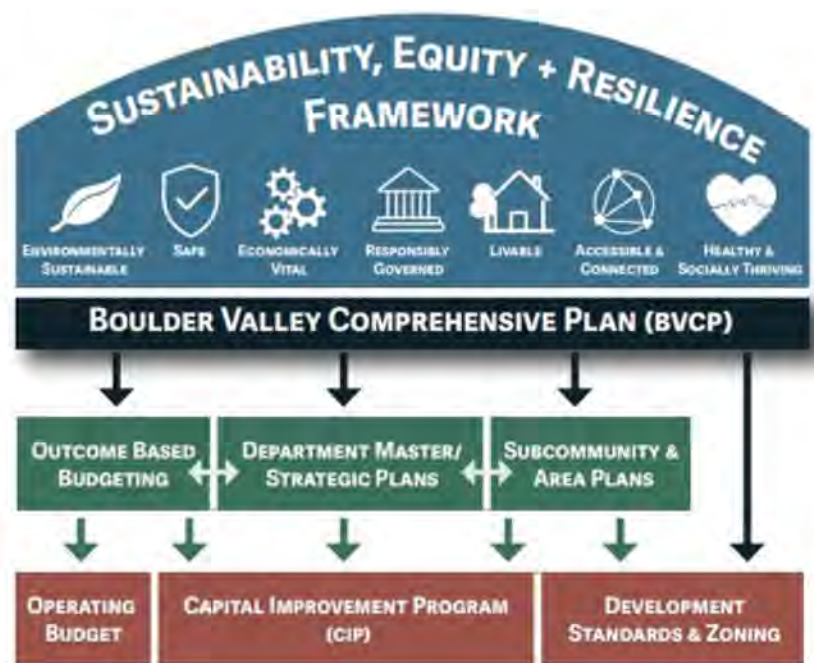 SUSTAINABILITY, EQUITY + RESILIENCE
FRAMEWORK
ENVIRONMENTALLY
SUSTAINABLE
SAFE
ECONOMICALLY
VITAL
RESPONSIBLY
GOVERNED
LIVABLE
ACCESSIBLE &
CONNECTED
HEALTHY &
SOCIALLY THRIVING
BOULDER VALLEY COMPREHENSIVE PLAN (BVCP)
OUTCOME BASED
BUDGETING
DEPARTMENT MASTER/
STRATEGIC PLANS
SUBCOMMUNITY &
AREA PLANS
OPERATING
BUDGET
CAPITAL IMPROVEMENT PROGRAM
(CIP)
DEVELOPMENT
STANDARDS & ZONING